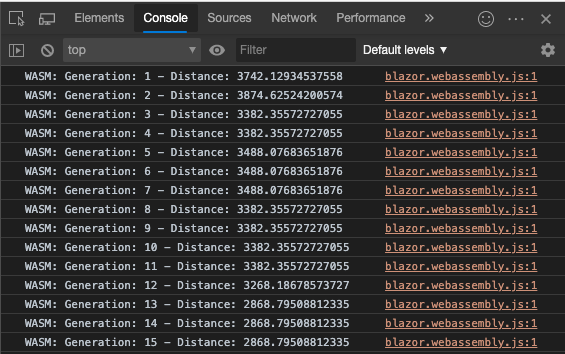 Elements Console Sources Network Performance »
top ▼ Filter Default levels ▼
WASM: Generation: 1 – Distance: 3742.12934537558 blazor.webassembly.js:1
WASM: Generation: 2 – Distance: 3874.62524200574 blazor.webassembly.js:1
WASM: Generation: 3 – Distance: 3382.35572727055 blazor.webassembly.js:1
WASM: Generation: 4 – Distance: 3382.35572727055 blazor.webassembly.js:1
WASM: Generation: 5 – Distance: 3488.07683651876 blazor.webassembly.js:1
WASM: Generation: 6 – Distance: 3488.07683651876 blazor.webassembly.js:1
WASM: Generation: 7 – Distance: 3488.07683651876 blazor.webassembly.js:1
WASM: Generation: 8 – Distance: 3382.35572727055 blazor.webassembly.js:1
WASM: Generation: 9 – Distance: 3382.35572727055 blazor.webassembly.js:1
WASM: Generation: 10 – Distance: 3382.35572727055 blazor.webassembly.js:1
WASM: Generation: 11 – Distance: 3382.35572727055 blazor.webassembly.js:1
WASM: Generation: 12 – Distance: 3268.18678573727 blazor.webassembly.js:1
WASM: Generation: 13 – Distance: 2868.79508812335 blazor.webassembly.js:1
WASM: Generation: 14 – Distance: 2868.79508812335 blazor.webassembly.js:1
WASM: Generation: 15 – Distance: 2868.79508812335 blazor.webassembly.js:1